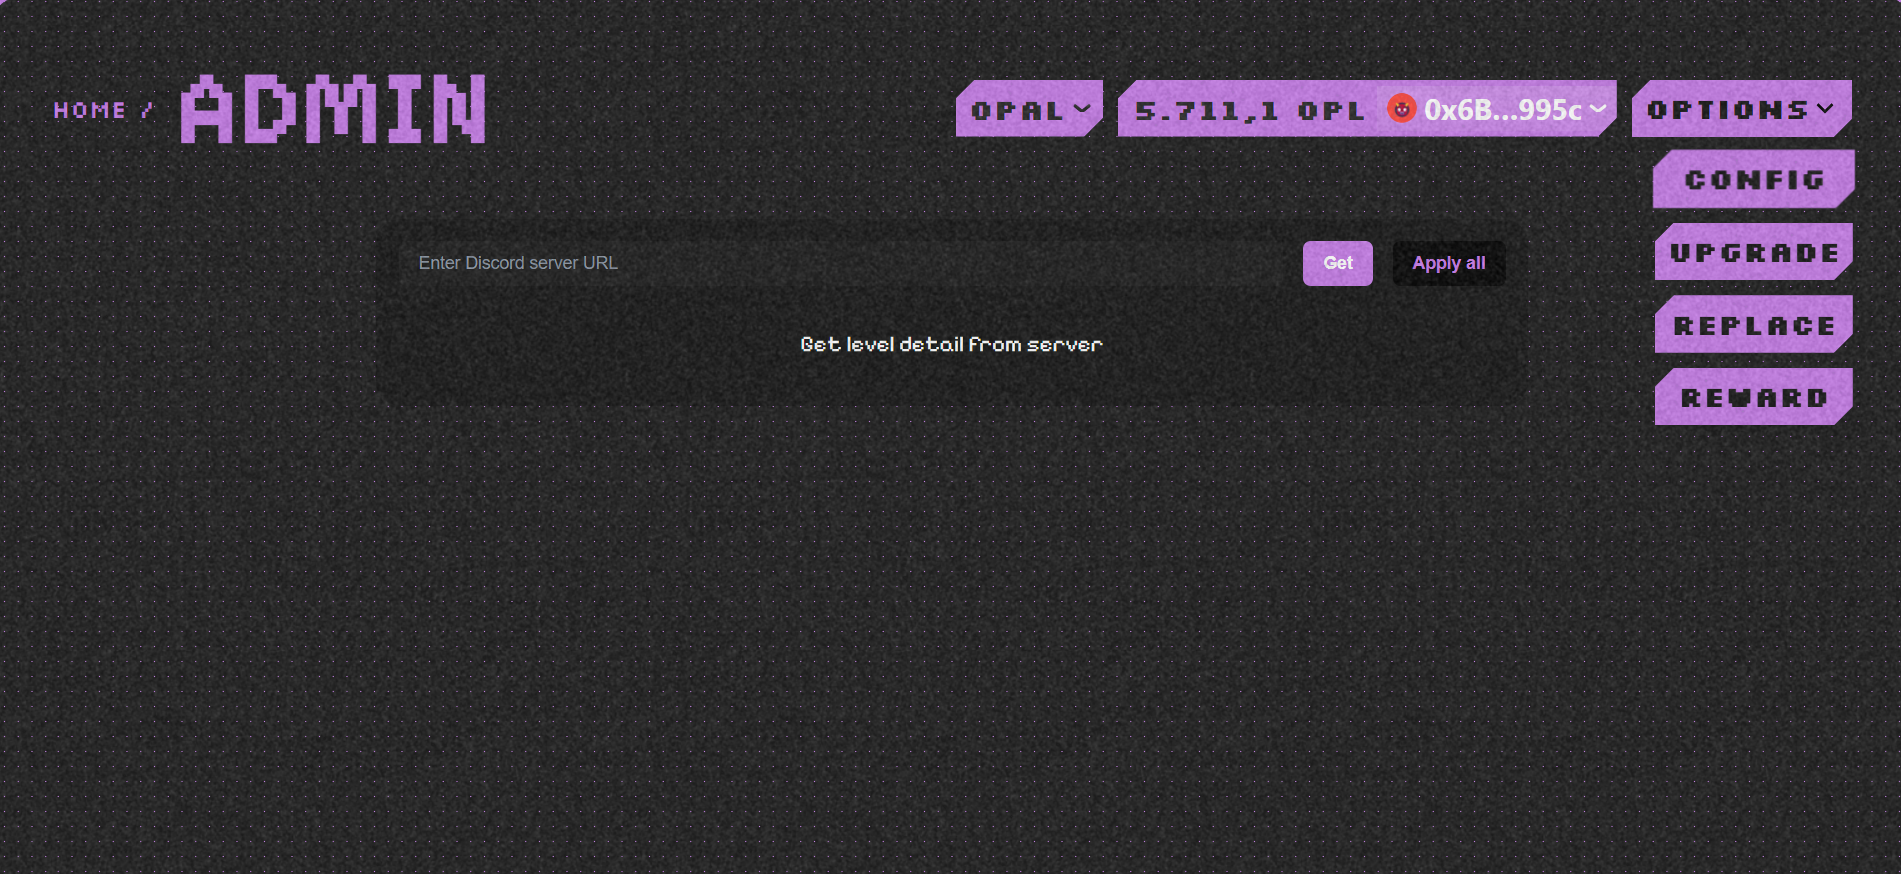 HOME / ADMIN
OPAL
5.711,1 OPL 0x6B...995c
OPTIONS
CONFIG
UPGRADE
REPLACE
REWARD
Enter Discord server URL
Get
Apply all
Get level detail from server